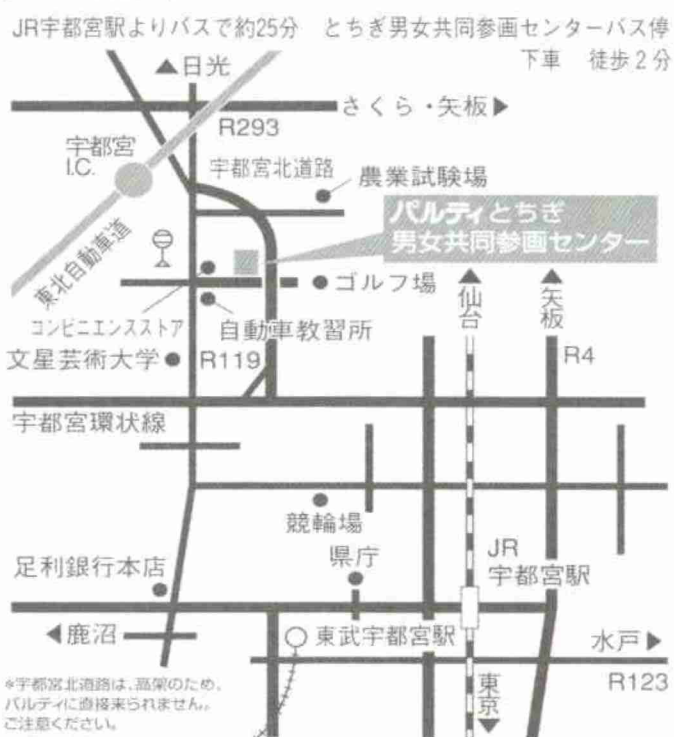 JR宇都宮駅よりバスで約25分　とちぎ男女共同参画センターバス停
下車　徒歩2分
▲日光
さくら・矢板▶
R293
宇都宮
I.C.
宇都宮北道路
農業試験場
パルティとちぎ
男女共同参画センター
東北自動車道
ゴルフ場
▲仙台
▲矢板
コンビニエンスストア
自動車教習所
文星芸術大学
R119
R4
宇都宮環状線
競輪場
県庁
JR
宇都宮駅
足利銀行本店
◀鹿沼
東武宇都宮駅
水戸▶
R123
東京▼
*宇都宮北道路は、高架のため、
パルティに直接来られません。
ご注意ください。